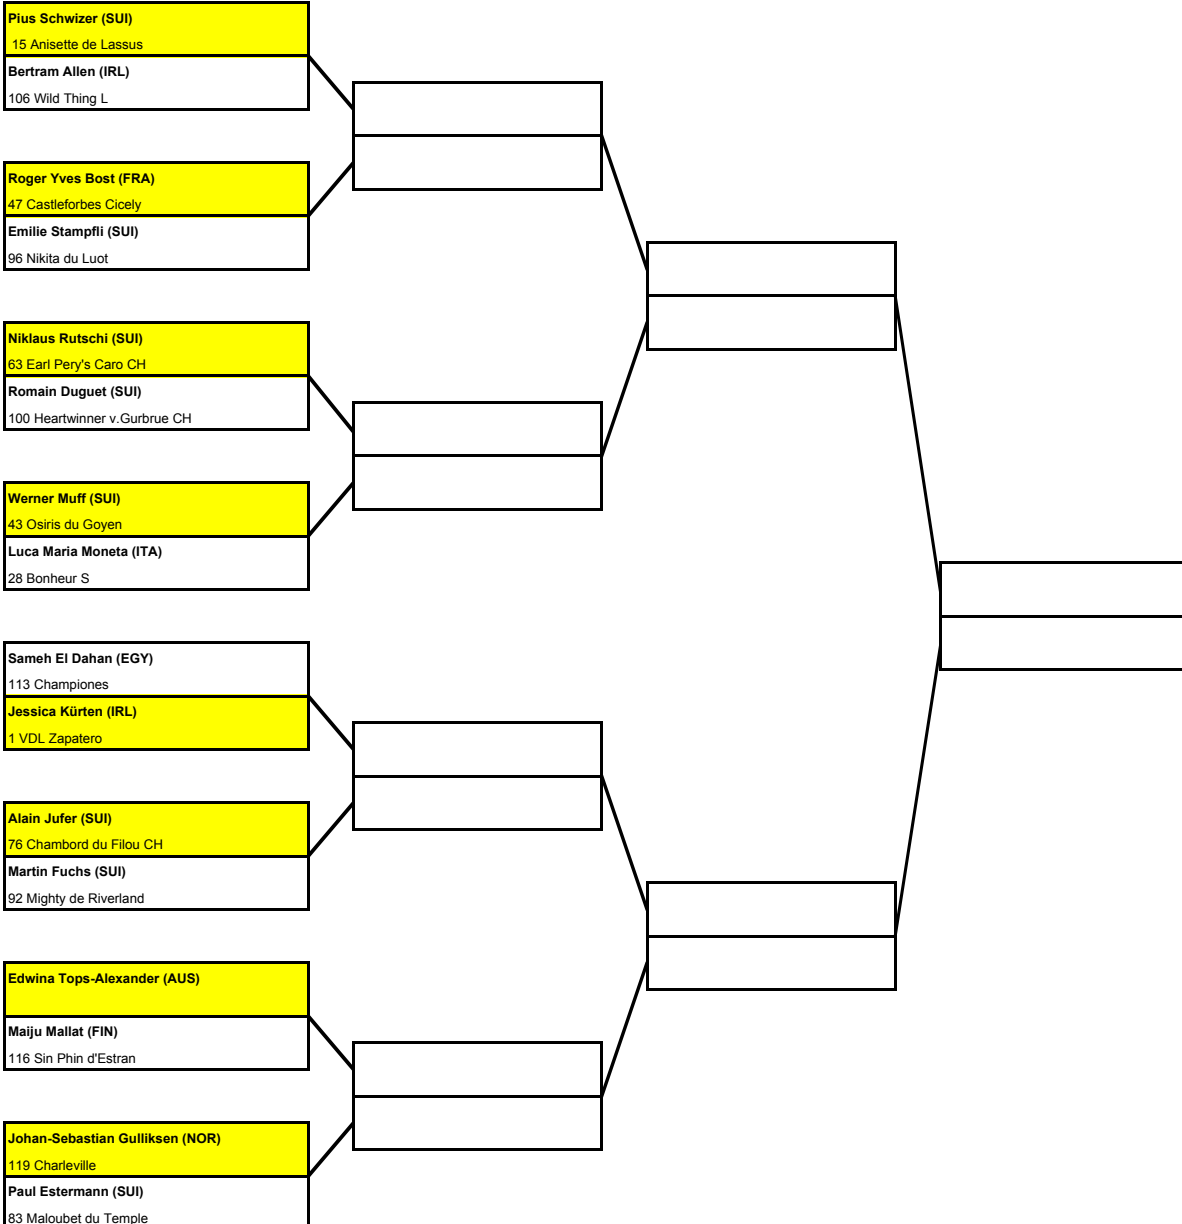 Pius Schwizer (SUI)
15 Anisette de Lassus
Bertram Allen (IRL)
106 Wild Thing L
Roger Yves Bost (FRA)
47 Castleforbes Cicely
Emilie Stampfli (SUI)
96 Nikita du Luot
Niklaus Rutschi (SUI)
63 Earl Pery's Caro CH
Romain Duguet (SUI)
100 Heartwinner v.Gurbrue CH
Werner Muff (SUI)
43 Osiris du Goyen
Luca Maria Moneta (ITA)
28 Bonheur S
Sameh El Dahan (EGY)
113 Championes
Jessica Kürten (IRL)
1 VDL Zapatero
Alain Jufer (SUI)
76 Chambord du Filou CH
Martin Fuchs (SUI)
92 Mighty de Riverland
Edwina Tops-Alexander (AUS)
Maiju Mallat (FIN)
116 Sin Phin d'Estran
Johan-Sebastian Gulliksen (NOR)
119 Charleville
Paul Estermann (SUI)
83 Maloubet du Temple